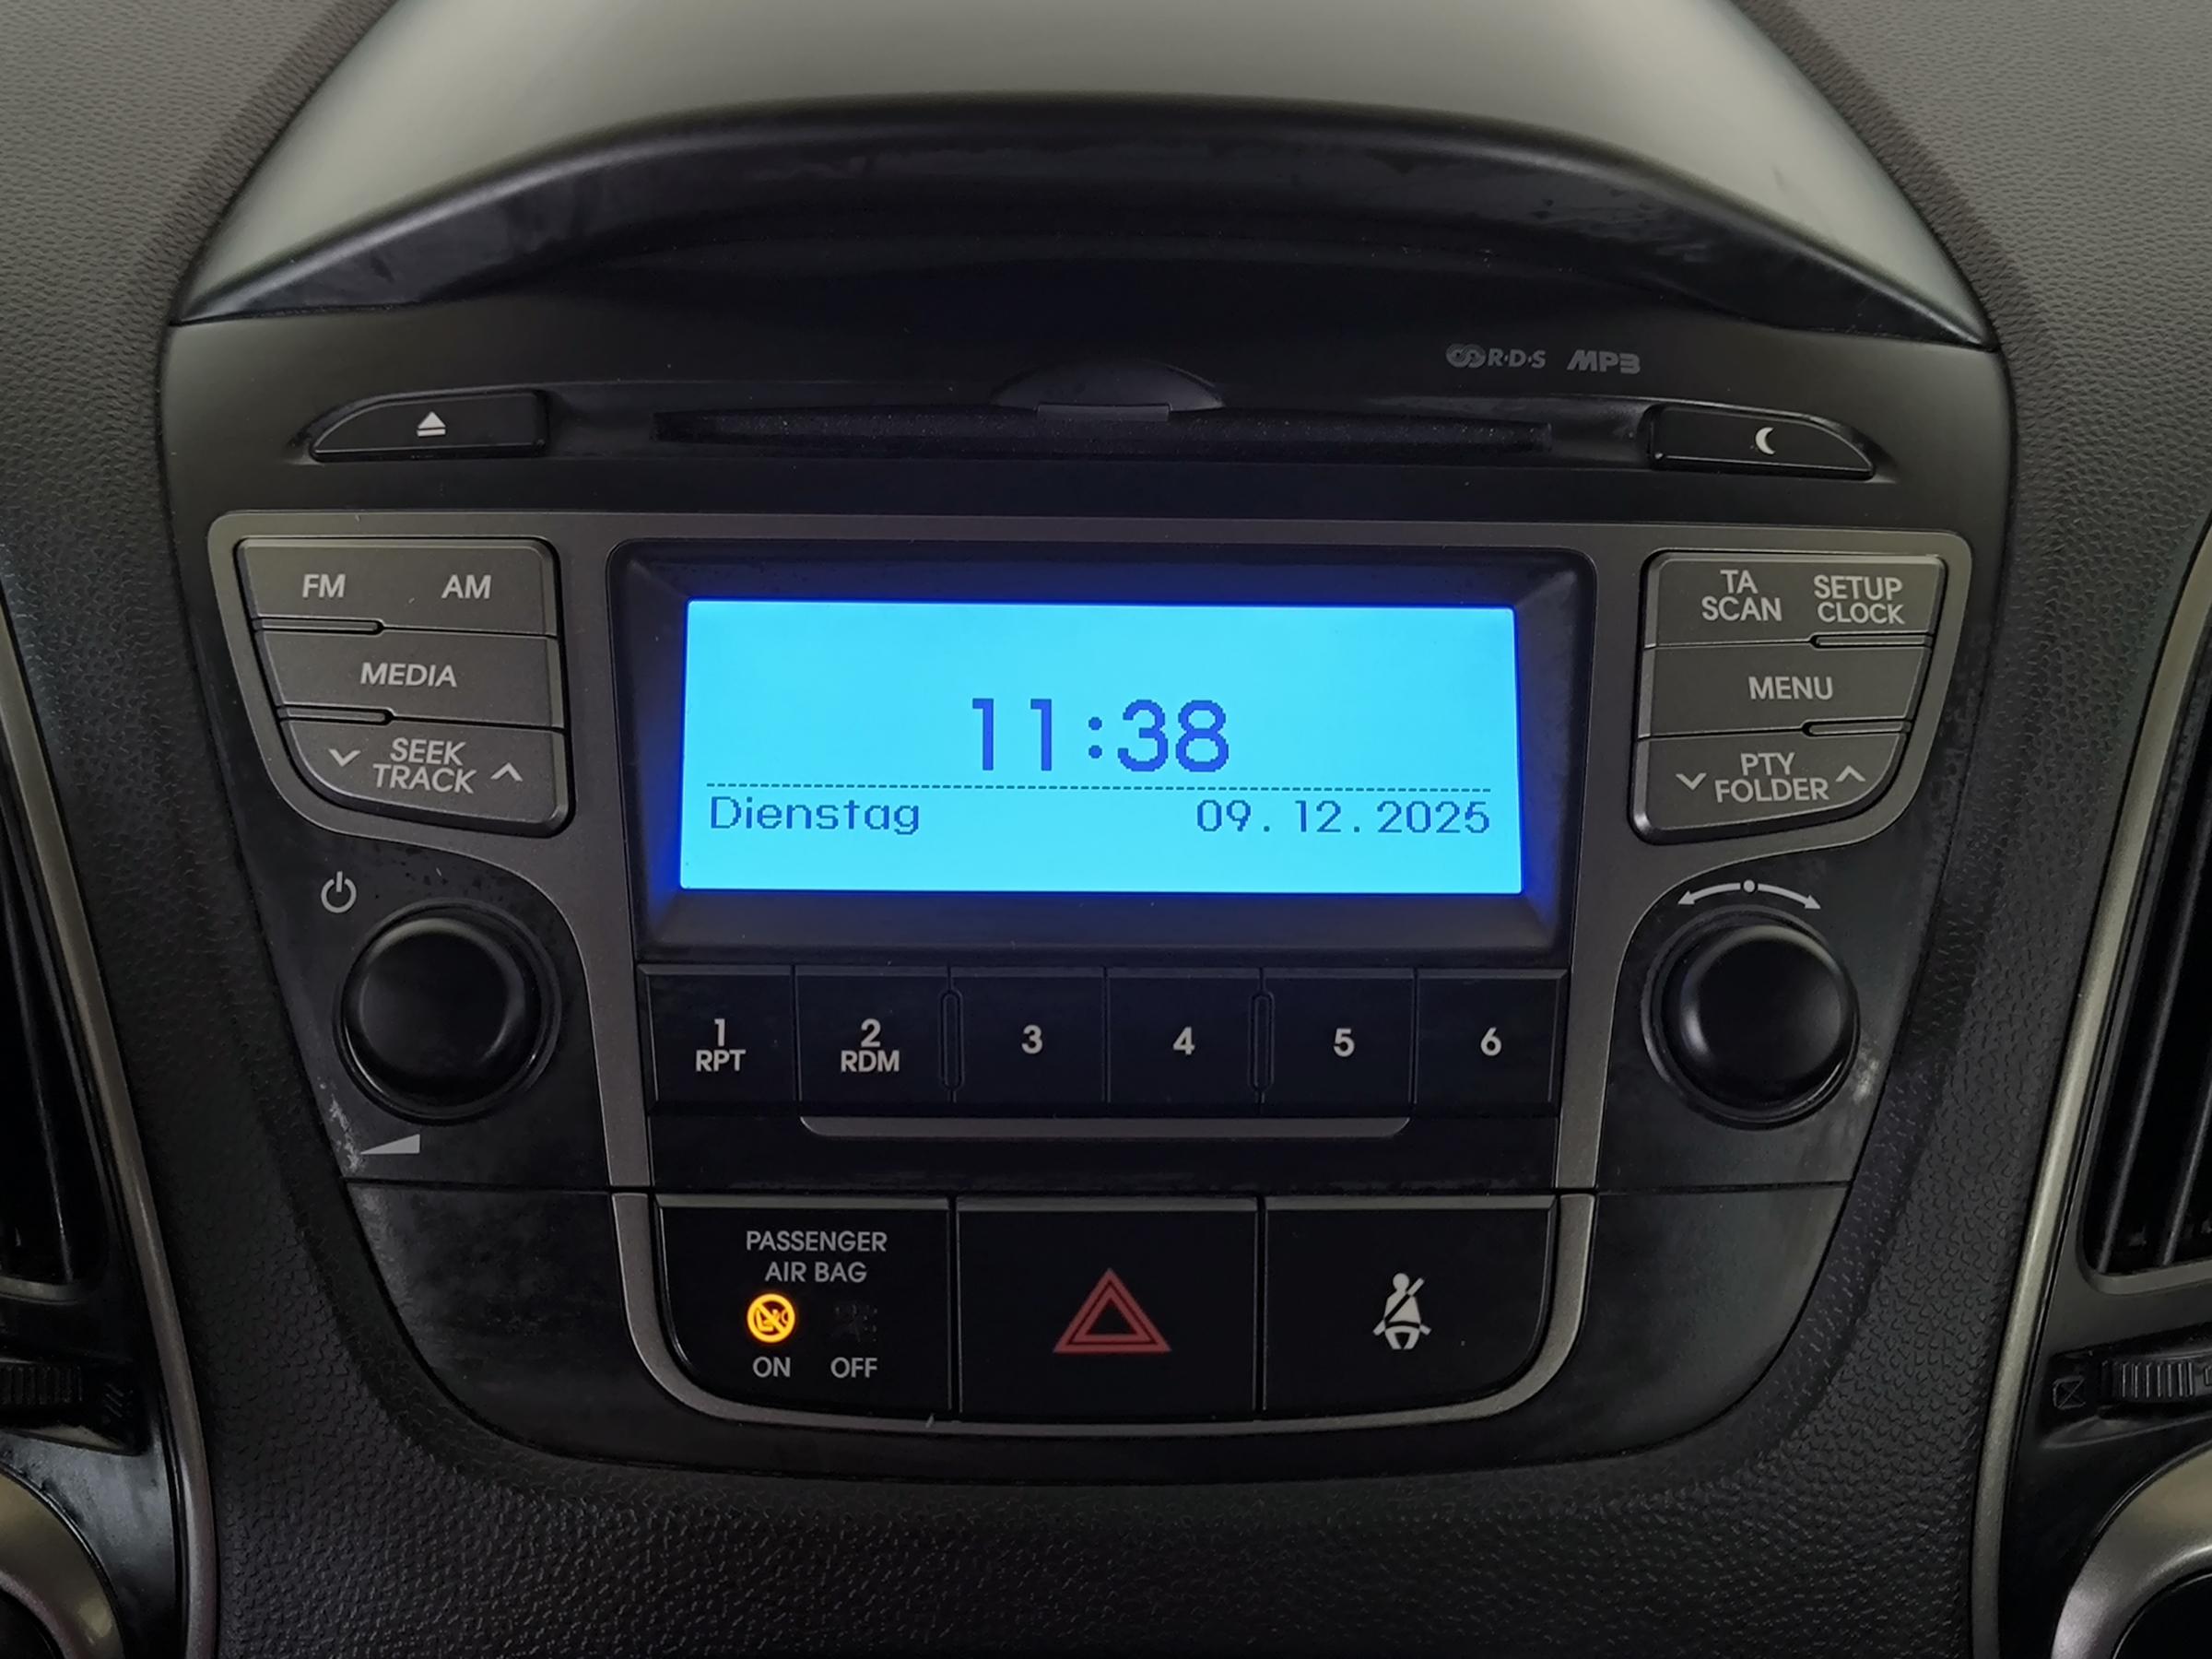 R·D·S MP3
FM AM
TA
SCAN
SETUP
CLOCK
MEDIA
MENU
SEEK
TRACK
PTY
FOLDER
11:38
Dienstag 09.12.2025
1
RPT
2
RDM
3
4
5
6
PASSENGER
AIR BAG
ON OFF